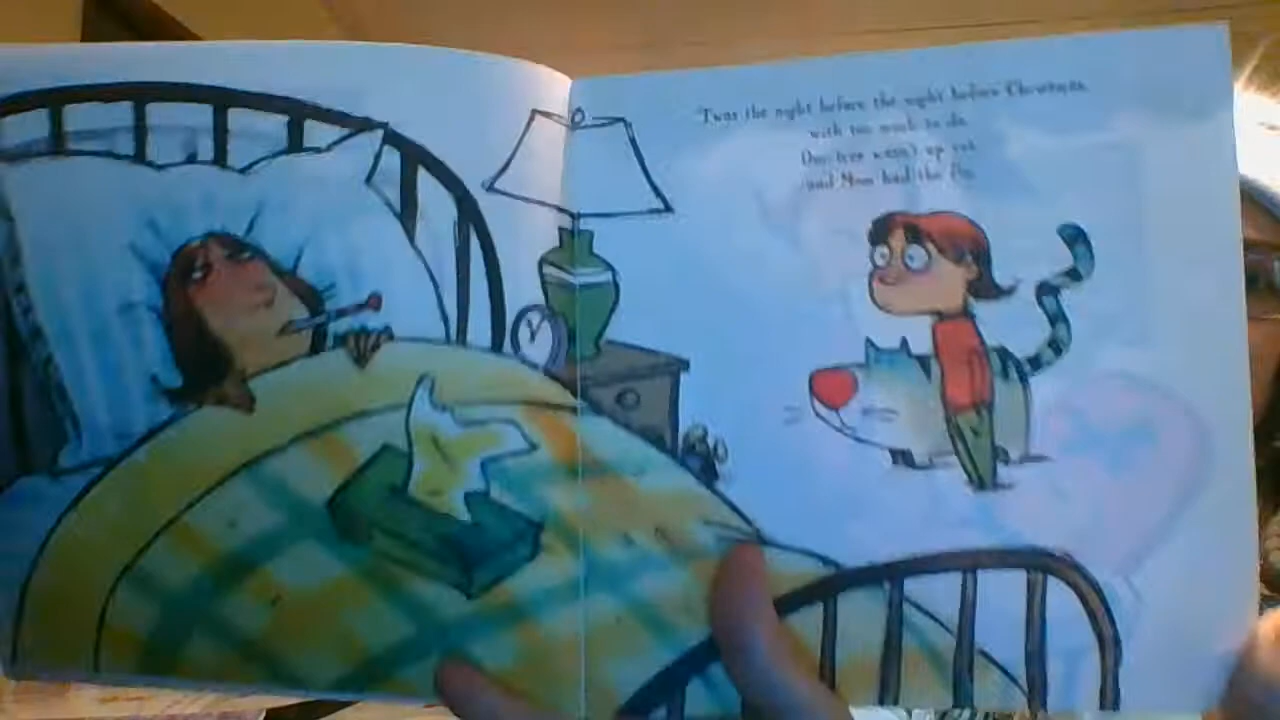 'Twas the night before the night before Christmas,
with too much to do.
Our tree wasn't up yet
and Mom had the flu.